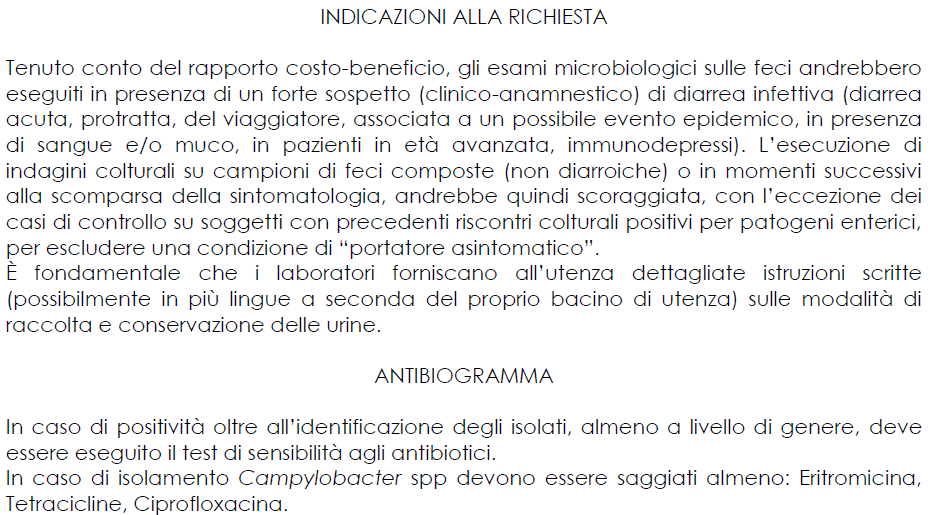 INDICAZIONI ALLA RICHIESTA
Tenuto conto del rapporto costo-beneficio, gli esami microbiologici sulle feci andrebbero
eseguiti in presenza di un forte sospetto (clinico-anamnestico) di diarrea infettiva (diarrea
acuta, protratta, del viaggiatore, associata a un possibile evento epidemico, in presenza
di sangue e/o muco, in pazienti in età avanzata, immunodepressi). L’esecuzione di
indagini colturali su campioni di feci composte (non diarroiche) o in momenti successivi
alla scomparsa della sintomatologia, andrebbe quindi scoraggiata, con l’eccezione dei
casi di controllo su soggetti con precedenti riscontri colturali positivi per patogeni enterici,
per escludere una condizione di “portatore asintomatico”.
È fondamentale che i laboratori forniscano all’utenza dettagliate istruzioni scritte
(possibilmente in più lingue a seconda del proprio bacino di utenza) sulle modalità di
raccolta e conservazione delle urine.
ANTIBIOGRAMMA
In caso di positività oltre all’identificazione degli isolati, almeno a livello di genere, deve
essere eseguito il test di sensibilità agli antibiotici.
In caso di isolamento Campylobacter spp devono essere saggiati almeno: Eritromicina,
Tetracicline, Ciprofloxacina.